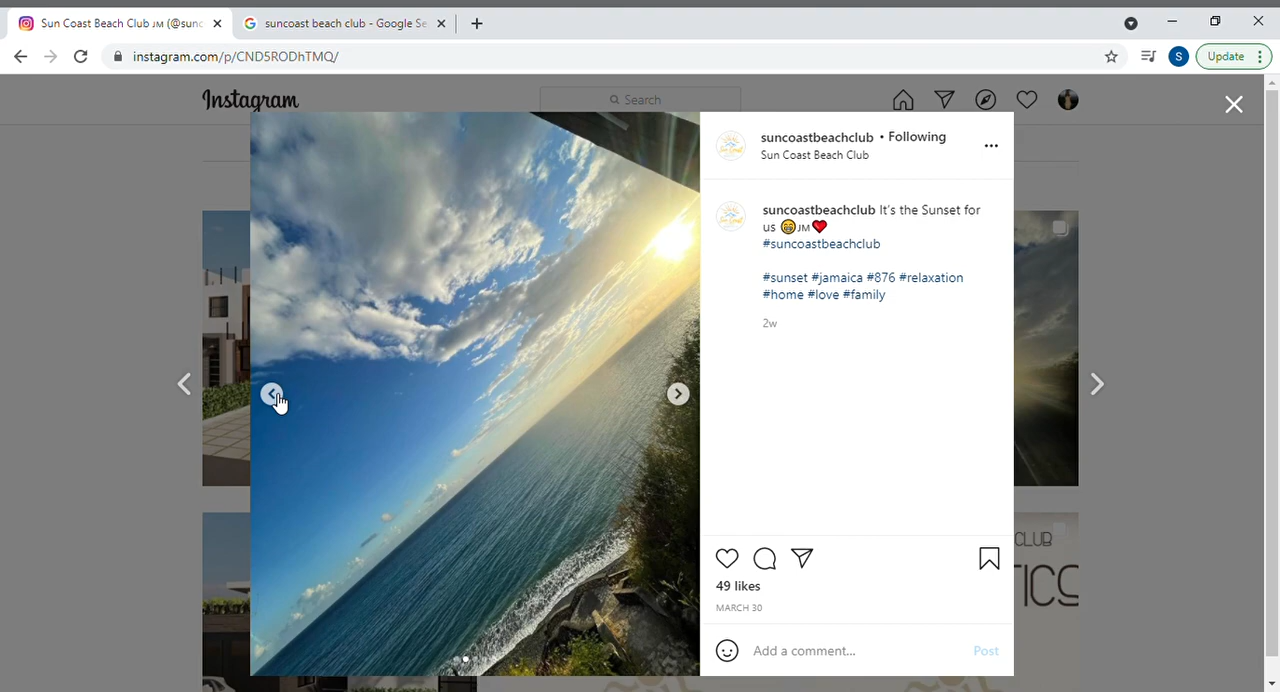 Sun Coast Beach Club JM (@sunc
suncoast beach club - Google Se
instagram.com/p/CND5RODhTMQ/
S
Update
Instagram
Search
suncoastbeachclub • Following
Sun Coast Beach Club
suncoastbeachclub It's the Sunset for
us 😁JM❤️
#suncoastbeachclub
#sunset #jamaica #876 #relaxation
#home #love #family
2w
CLUB
49 likes
MARCH 30
Add a comment...
Post